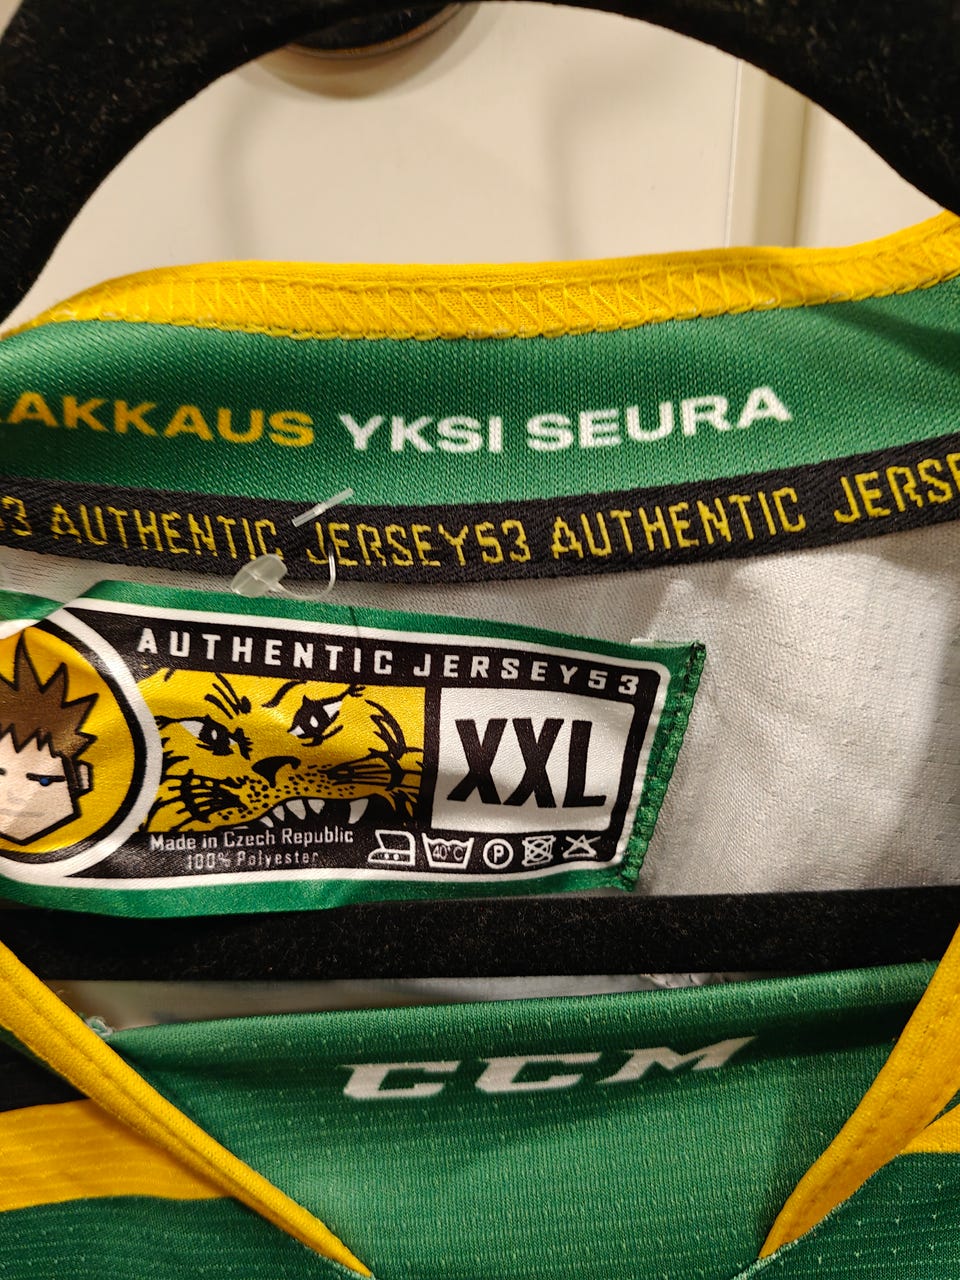 AKKAUS YKSI SEURA
53 AUTHENTIC JERSEY53 AUTHENTIC JERSE
AUTHENTIC JERSEY53
XXL
Made in Czech Republic
100% Polyester
40°C P
CCM